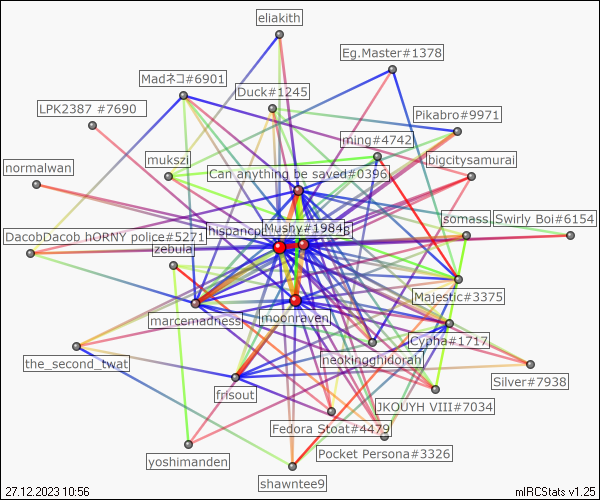 eliakith
Eg.Master#1378
Madネコ#6901
Duck#1245
LPK2387 #7690
Pikabro#9971
ming#4742
mukszi
bigcitysamurai
normalwan
Can anything be saved#0396
somass
Swirly Boi#6154
Mushy#1984
DacobDacob hORNY police#5271
zebula
Majestic#3375
marcemadness
moonraven
Cypha#1717
neokingghidorah
the_second_twat
Silver#7938
frisout
JKOUYH VIII#7034
Fedora Stoat#4479
Pocket Persona#3326
yoshimanden
shawntee9
27.12.2023 10:56
mIRCStats v1.25